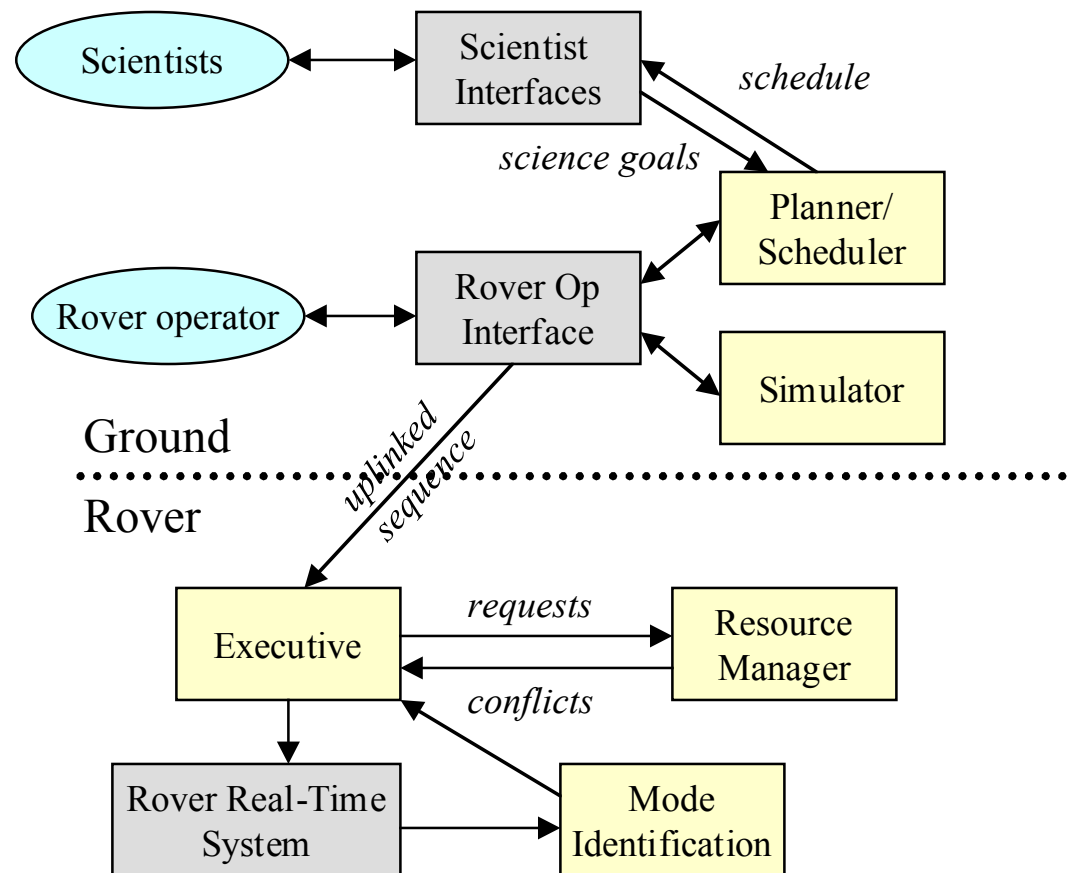 Scientists
Scientist
Interfaces
schedule
science goals
Planner/
Scheduler
Rover Op
Interface
Rover operator
Simulator
Ground
uplinked
sequence
Rover
Executive
requests
Resource
Manager
conflicts
Rover Real-Time
System
Mode
Identification